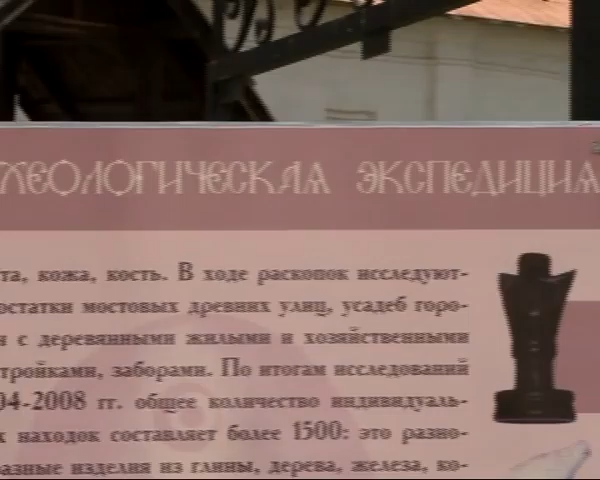 ХЕОЛОГИЧЕСКАЯ ЭКСПЕДИЦИЯ
та, кожа, кость. В ходе раскопок исследуют-
остатки мостовых древних улиц, усадеб горо-
с деревянными жилыми и хозяйственными
тройками, заборами. По итогам исследований
04-2008 гг. общее количество индивидуаль-
х находок составляет более 1500: это разно-
разные изделия из глины, дерева, железа, ко-